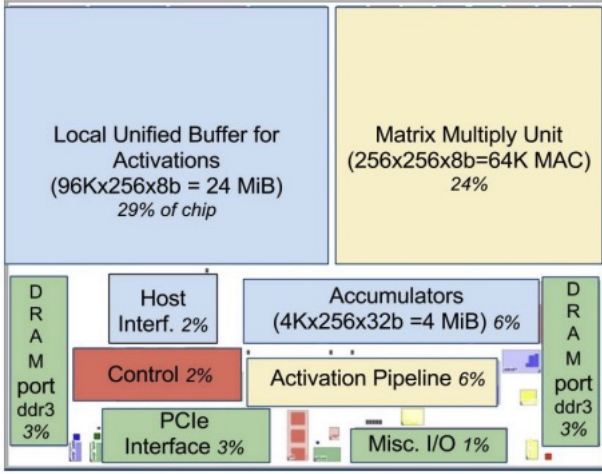 Local Unified Buffer for
Activations
(96Kx256x8b = 24 MiB)
29% of chip
Matrix Multiply Unit
(256x256x8b=64K MAC)
24%
D
R
A
M
port
ddr3
3%
Host
Interf. 2%
Accumulators
(4Kx256x32b =4 MiB) 6%
D
R
A
M
port
ddr3
3%
Control 2%
Activation Pipeline 6%
PCIe
Interface 3%
Misc. I/O 1%